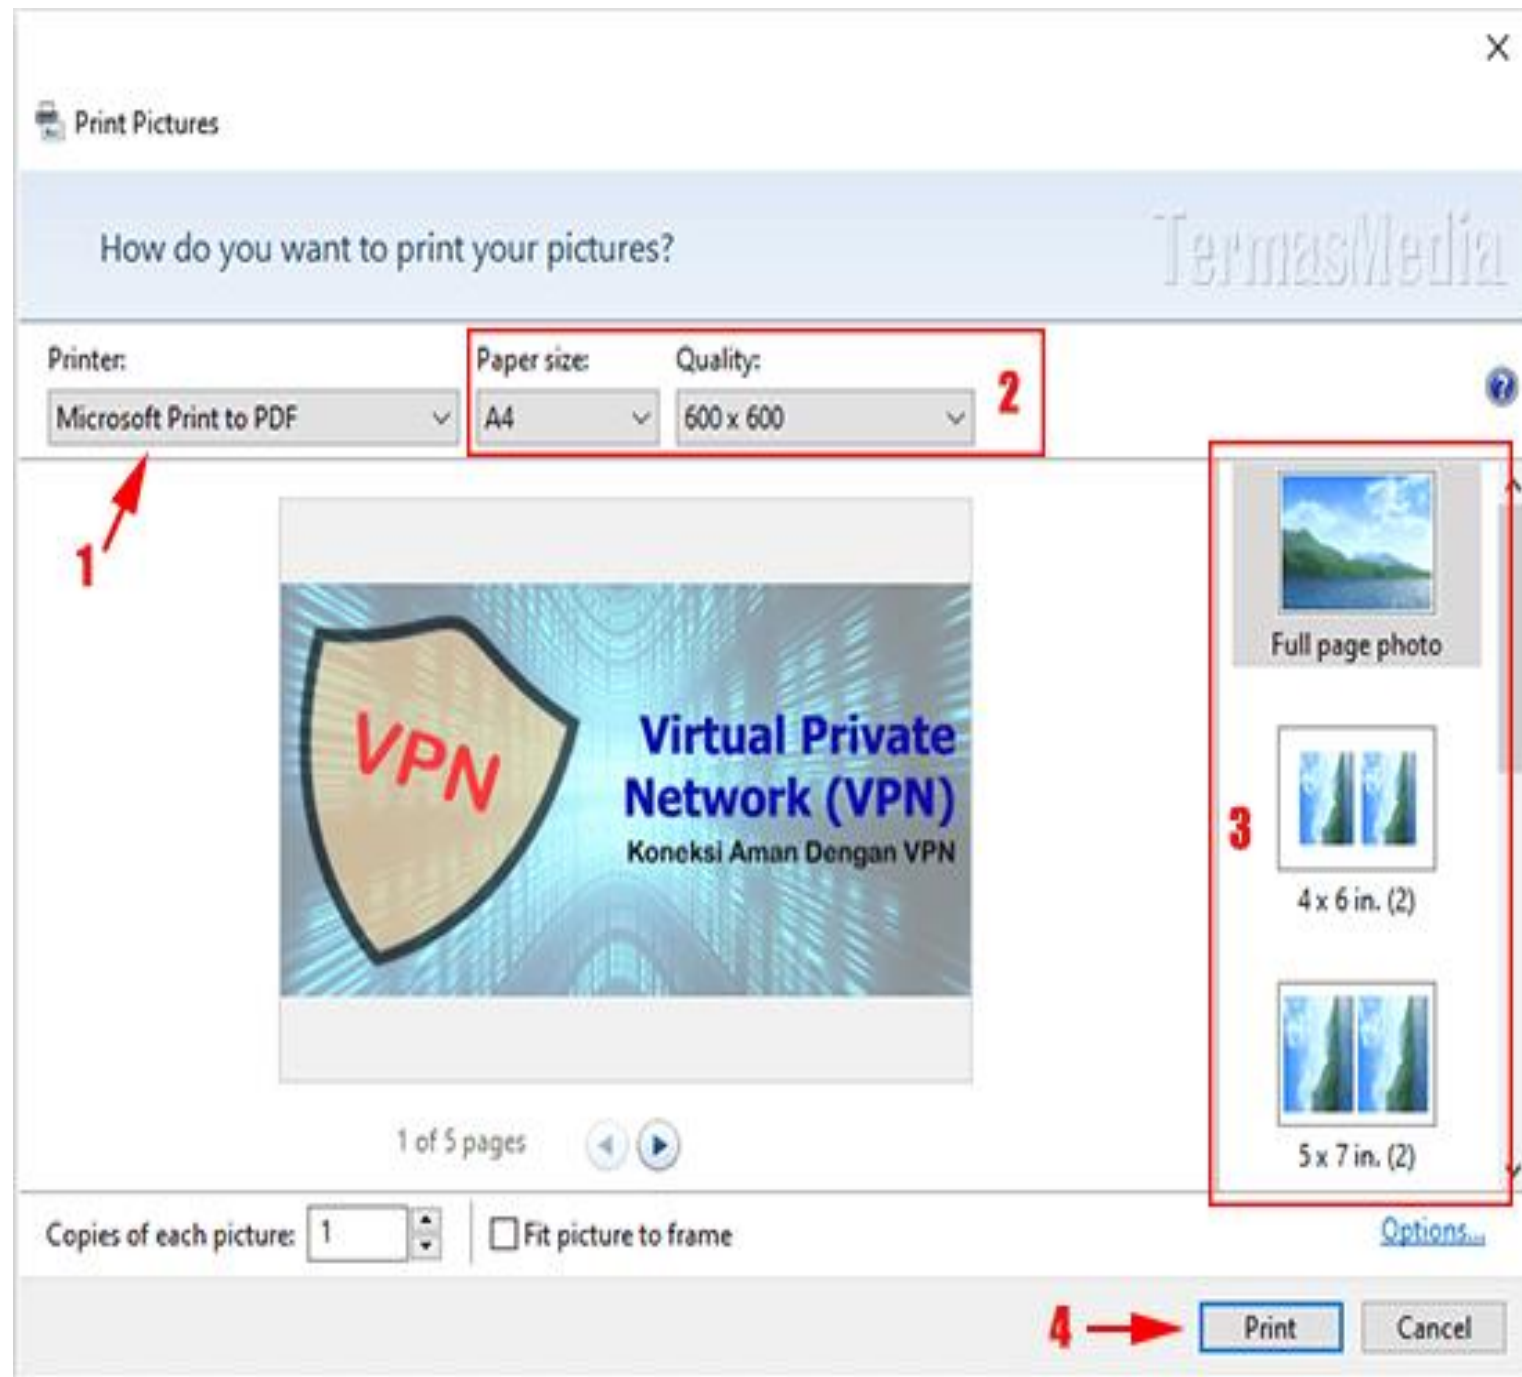 Print Pictures
How do you want to print your pictures?
TermasMedia
Printer:
Paper size:
Quality:
Microsoft Print to PDF
A4
600 x 600
2
1
VPN
Virtual Private
Network (VPN)
Koneksi Aman Dengan VPN
Full page photo
3
4 x 6 in. (2)
5 x 7 in. (2)
1 of 5 pages
Copies of each picture:
1
Fit picture to frame
Options...
4
Print
Cancel